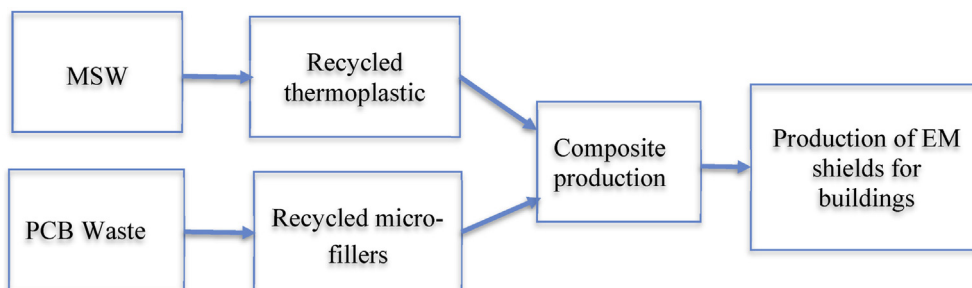 MSW
Recycled
thermoplastic
PCB Waste
Recycled micro-
fillers
Composite
production
Production of EM
shields for
buildings